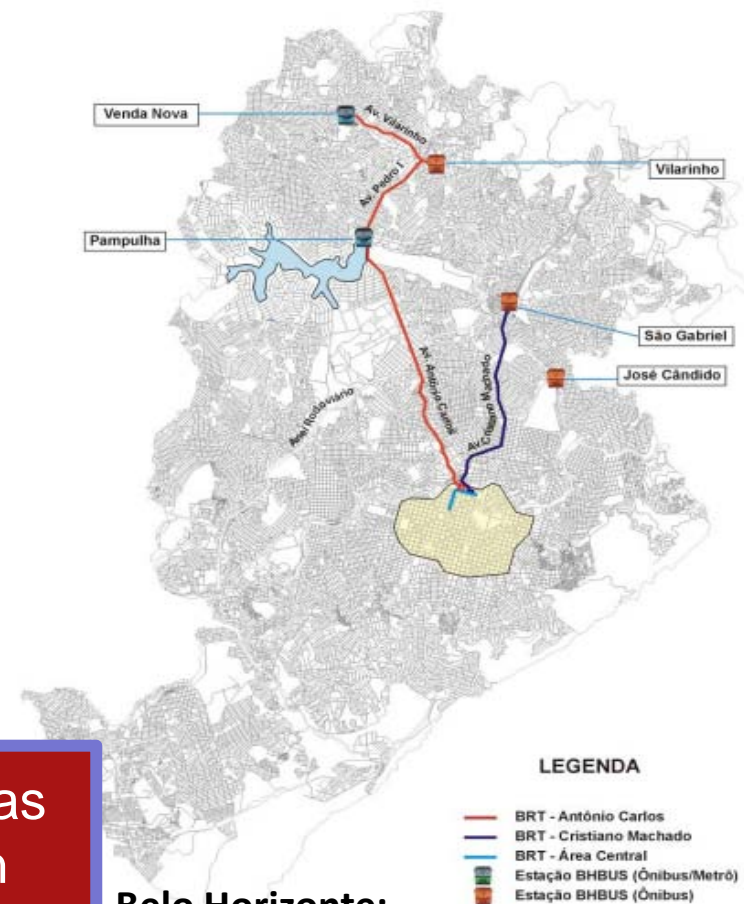 Venda Nova
Av. Vilarinho
Vilarinho
Av. Pedro I
Pampulha
São Gabriel
Av. Antônio Carlos
Av. Cristiano Machado
José Cândido
Anel Rodoviário
LEGENDA
BRT - Antônio Carlos
BRT - Cristiano Machado
BRT - Área Central
Estação BHBUS (Ônibus/Metrô)
Estação BHBUS (Ônibus)
as
Belo Horizonte: